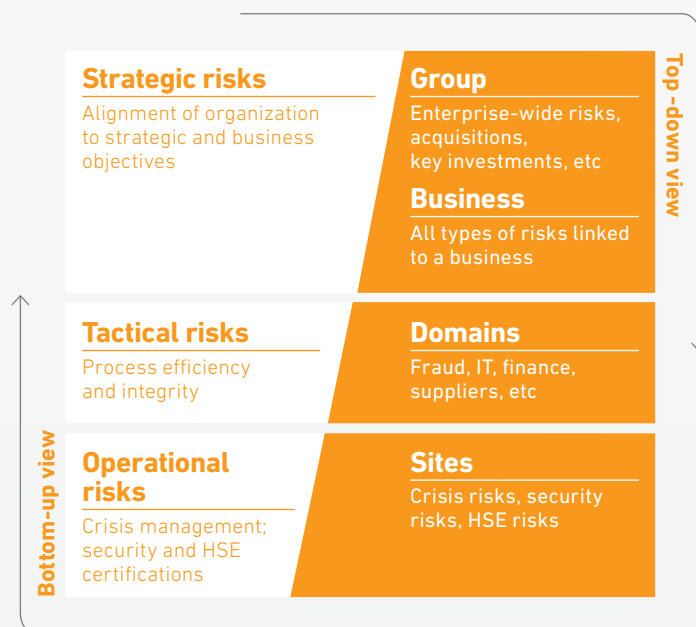 Strategic risks
Alignment of organization
to strategic and business
objectives
Group
Enterprise-wide risks,
acquisitions,
key investments, etc
Business
All types of risks linked
to a business
Top -down view
Tactical risks
Process efficiency
and integrity
Domains
Fraud, IT, finance,
suppliers, etc
Operational
risks
Crisis management;
security and HSE
certifications
Sites
Crisis risks, security
risks, HSE risks
Bottom-up view